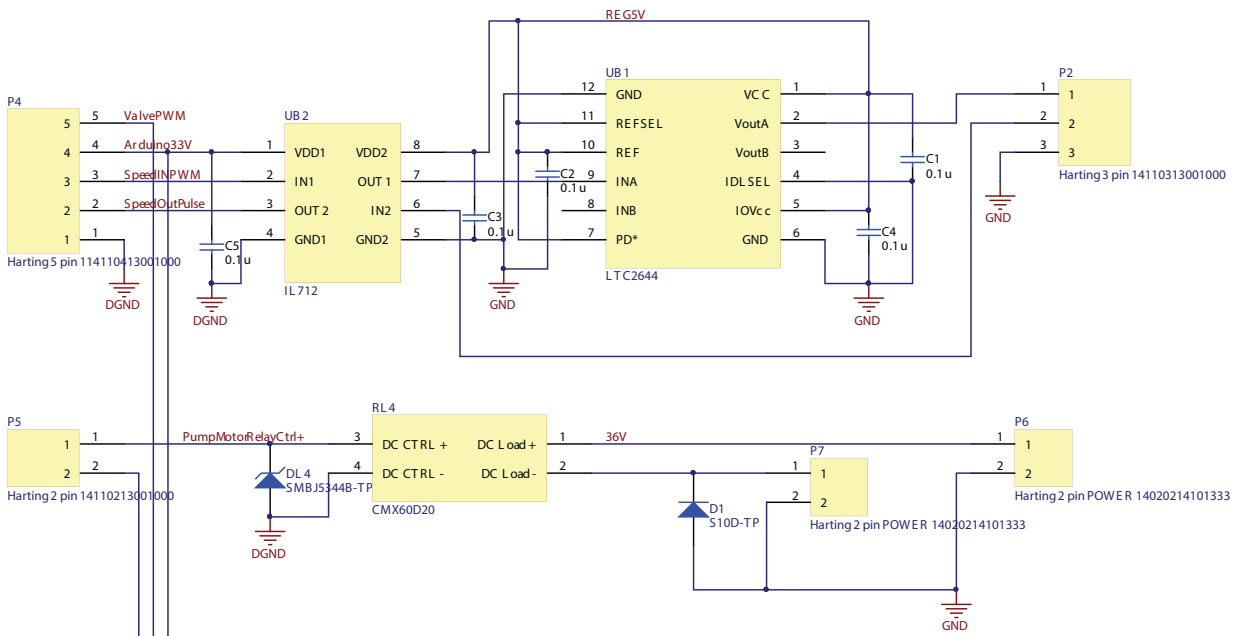 REG5V
P4
5 5 ValvePWM
4 4 Arduino33V
3 3 SpeedINPWM
2 2 SpeedOutPulse
1 1
Harting 5 pin 114110413001000
DGND
C5
0.1u
DGND
UB2
1 VDD1 VDD2 8
2 IN1 OUT1 7
3 OUT2 IN2 6
4 GND1 GND2 5
IL712
C3
0.1u
GND
C2
0.1u
UB1
12 GND VCC 1
11 REFSEL VoutA 2
10 REF VoutB 3
9 INA IDLSEL 4
8 INB IOVcc 5
7 PD* GND 6
LTC2644
C1
0.1u
C4
0.1u
GND
P2
1 1
2 2
3 3
Harting 3 pin 14110313001000
GND
P5
1 1 PumpMotorRelayCtrl+
2 2
Harting 2 pin 14110213001000
DL4
SMBJ5344B-TP
DGND
RL4
3 DC CTRL + DC Load+ 1 36V
4 DC CTRL - DC Load- 2
CMX60D20
D1
S10D-TP
P7
1 1
2 2
Harting 2 pin POWER 14020214101333
P6
1 1
2 2
Harting 2 pin POWER 14020214101333
GND